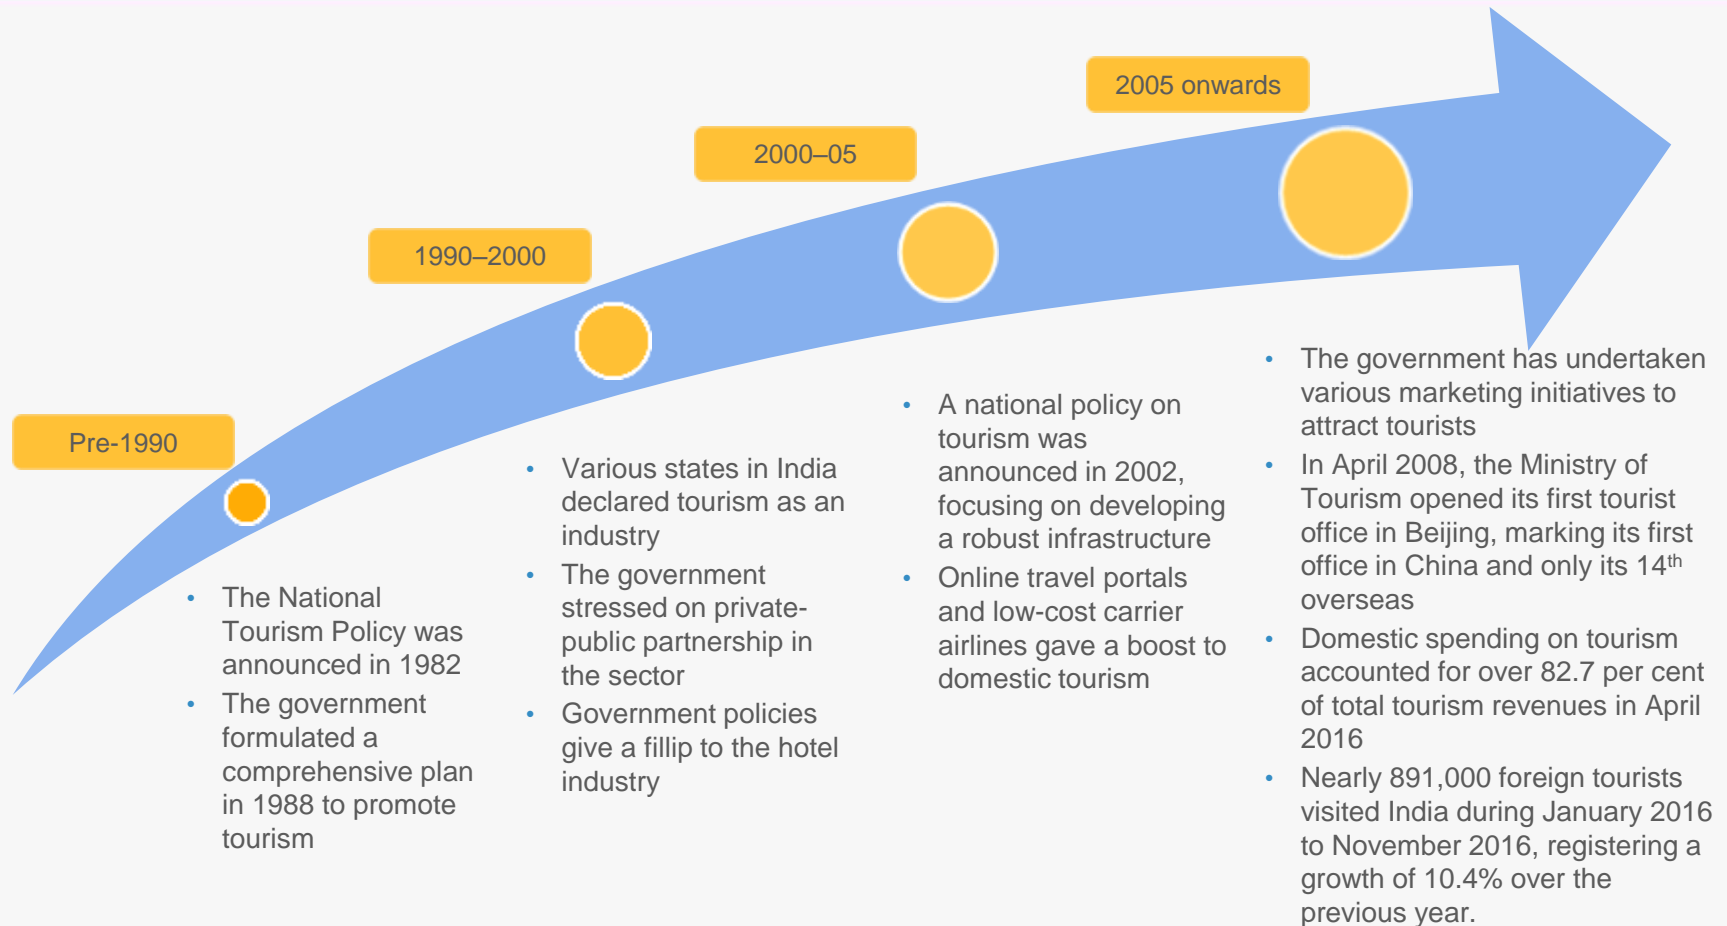 Pre-1990
• The National
Tourism Policy was
announced in 1982
• The government
formulated a
comprehensive plan
in 1988 to promote
tourism
1990–2000
• Various states in India
declared tourism as an
industry
• The government
stressed on private-
public partnership in
the sector
• Government policies
give a fillip to the hotel
industry
2000–05
• A national policy on
tourism was
announced in 2002,
focusing on developing
a robust infrastructure
• Online travel portals
and low-cost carrier
airlines gave a boost to
domestic tourism
2005 onwards
• The government has undertaken
various marketing initiatives to
attract tourists
• In April 2008, the Ministry of
Tourism opened its first tourist
office in Beijing, marking its first
office in China and only its 14th
overseas
• Domestic spending on tourism
accounted for over 82.7 per cent
of total tourism revenues in April
2016
• Nearly 891,000 foreign tourists
visited India during January 2016
to November 2016, registering a
growth of 10.4% over the
previous year.